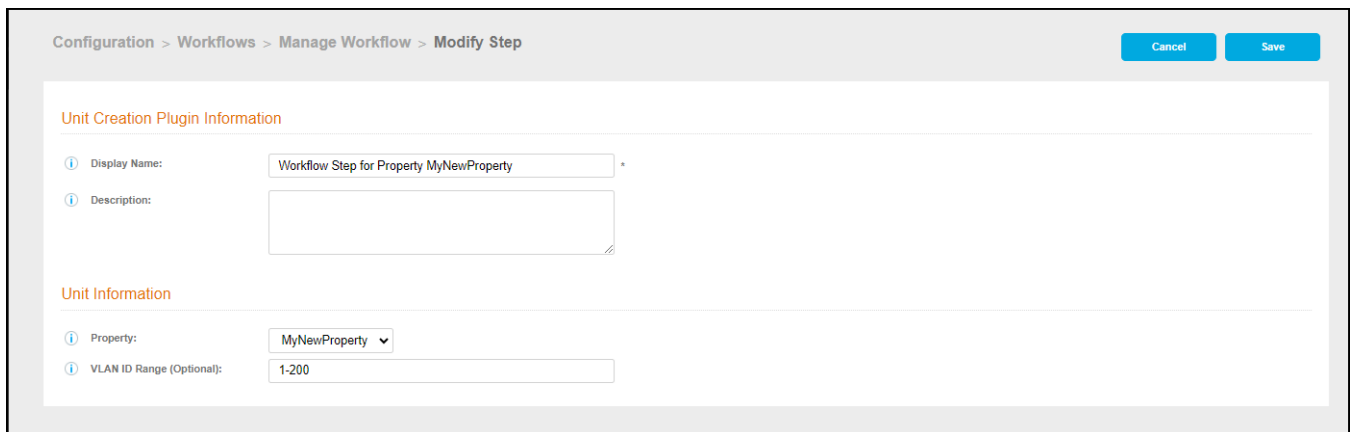 Configuration > Workflows > Manage Workflow > Modify Step
Cancel
Save
Unit Creation Plugin Information
Display Name:
Workflow Step for Property MyNewProperty
*
Description:
Unit Information
Property:
MyNewProperty
VLAN ID Range (Optional):
1-200